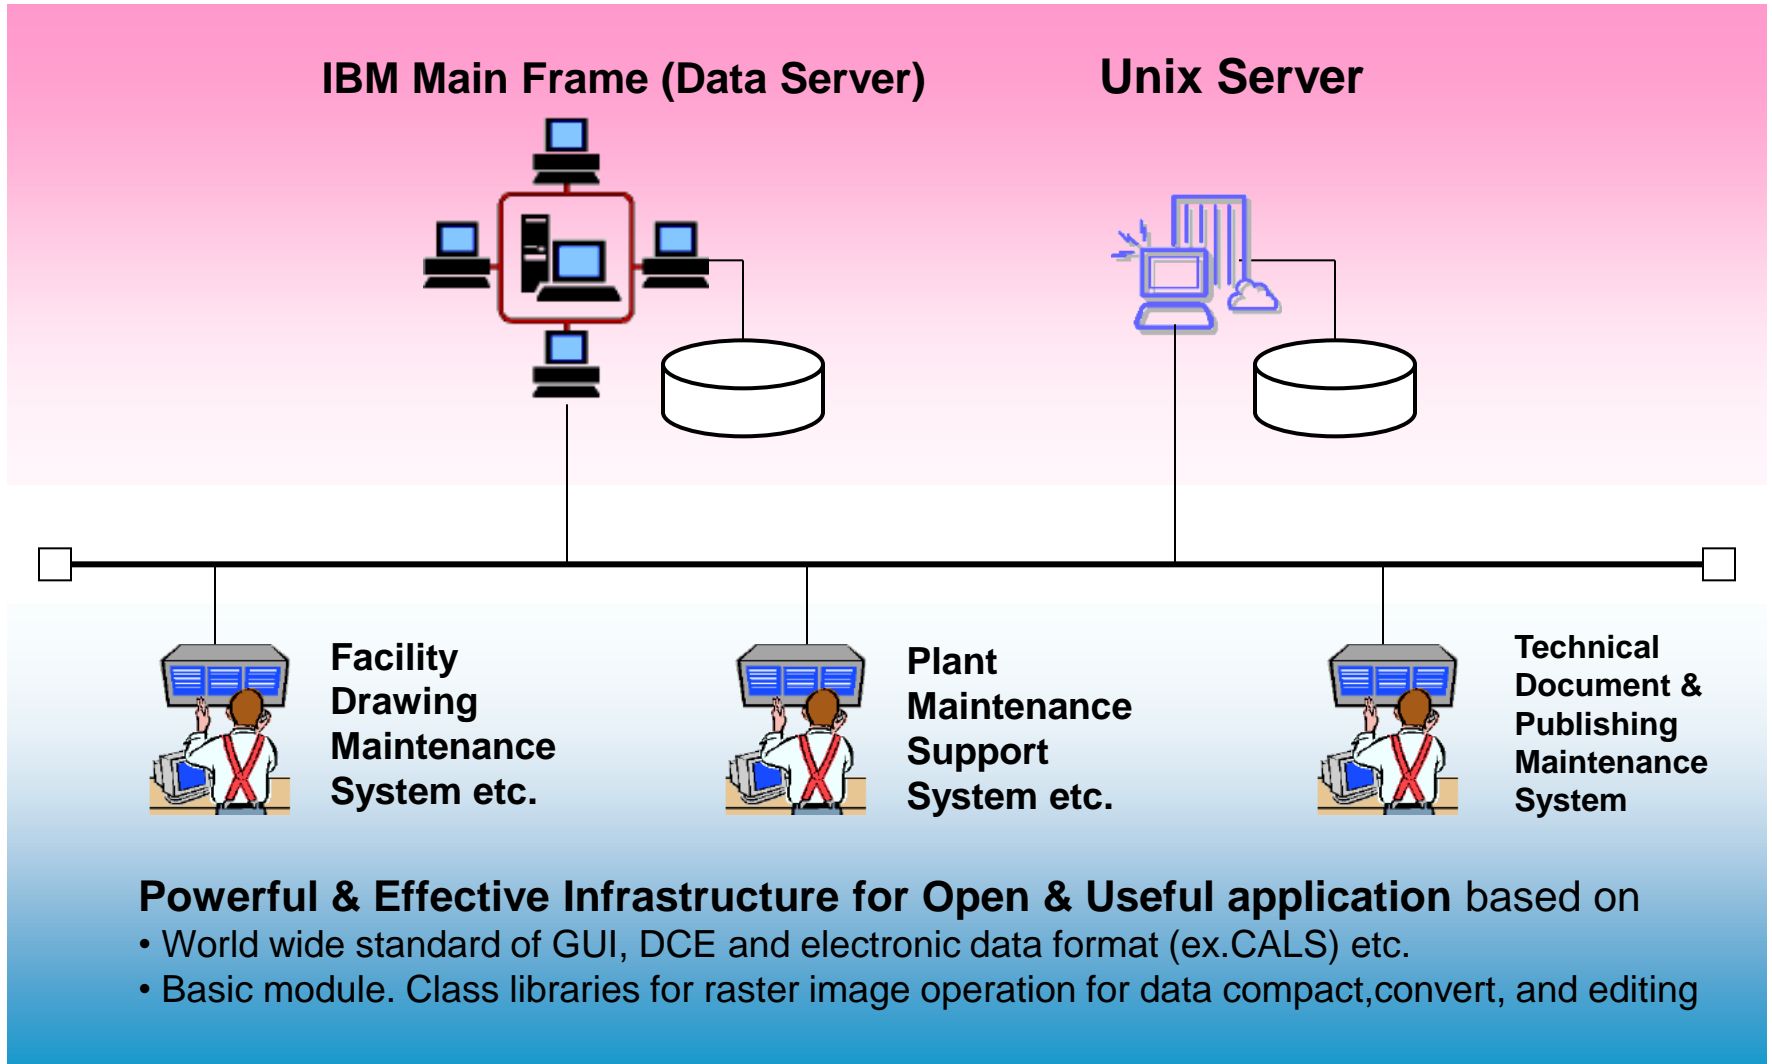 IBM Main Frame (Data Server)
Unix Server
Facility
Drawing
Maintenance
System etc.
Plant
Maintenance
Support
System etc.
Technical
Document &
Publishing
Maintenance
System
Powerful & Effective Infrastructure for Open & Useful application based on
• World wide standard of GUI, DCE and electronic data format (ex.CALS) etc.
• Basic module. Class libraries for raster image operation for data compact,convert, and editing